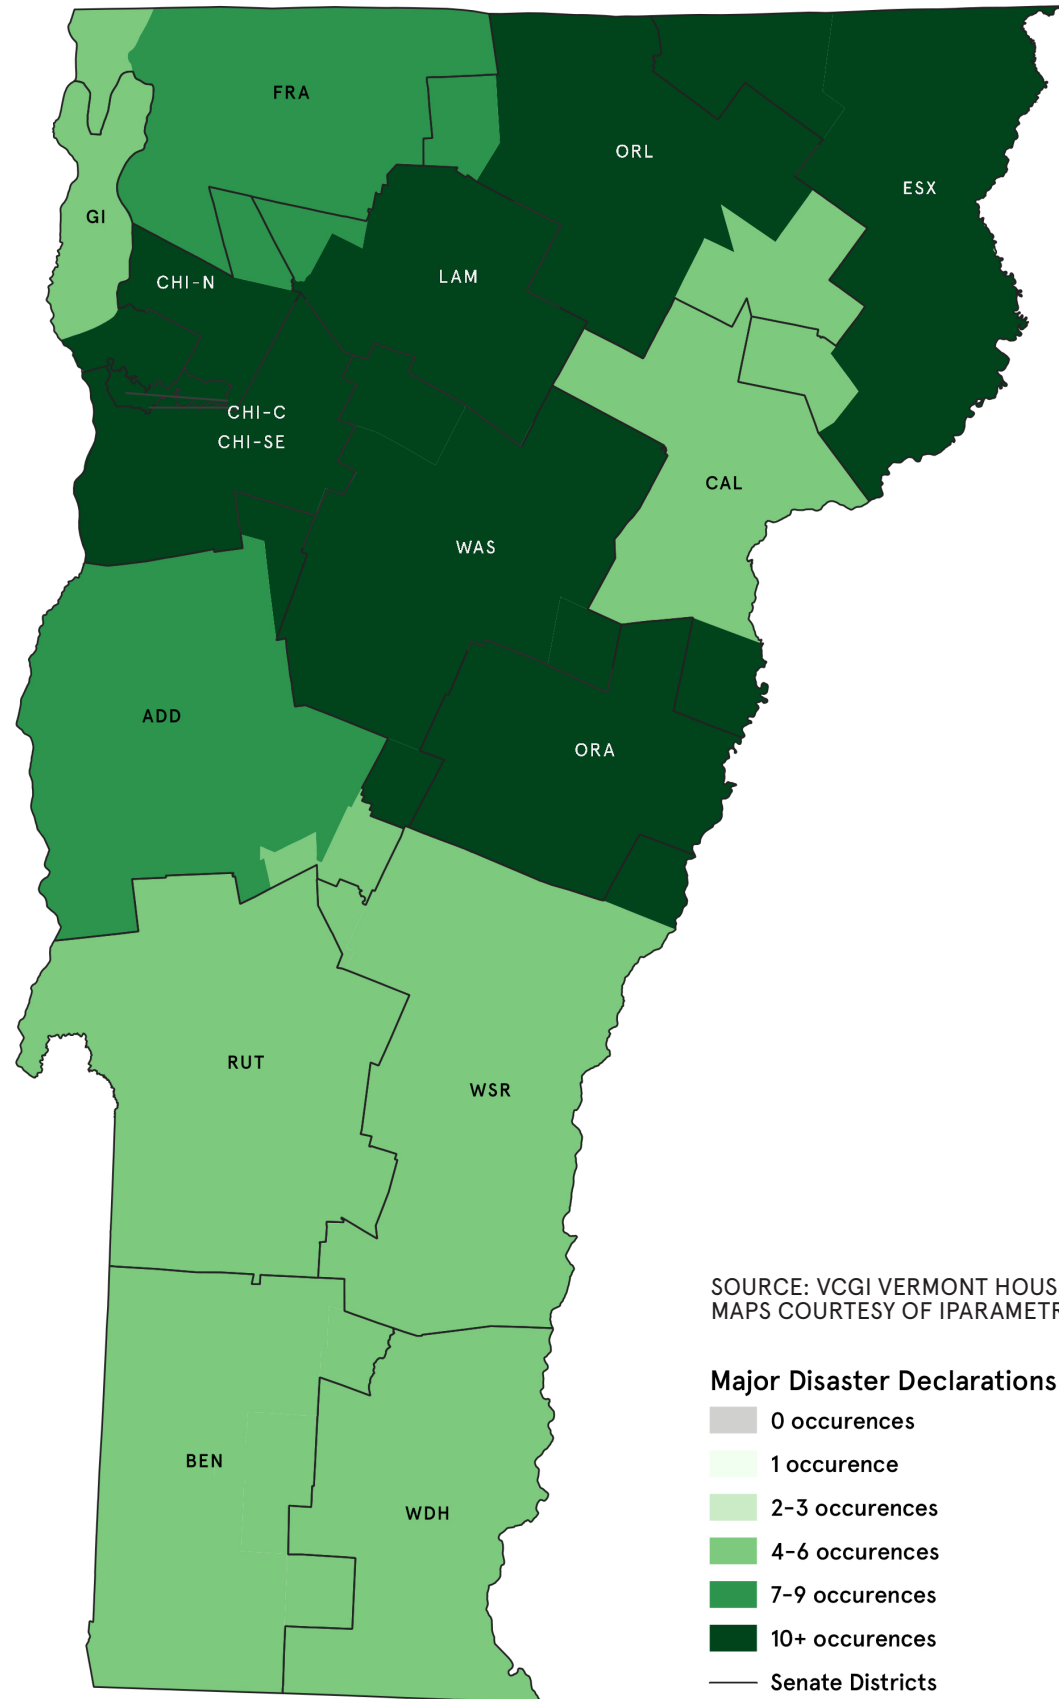 FRA
ORL
ESX
GI
CHI-N
LAM
CHI-C
CHI-SE
CAL
WAS
ADD
ORA
RUT
WSR
BEN
WDH
SOURCE: VCGI VERMONT HOUS
MAPS COURTESY OF IPARAMETR
Major Disaster Declarations
0 occurences
1 occurence
2-3 occurences
4-6 occurences
7-9 occurences
10+ occurences
Senate Districts